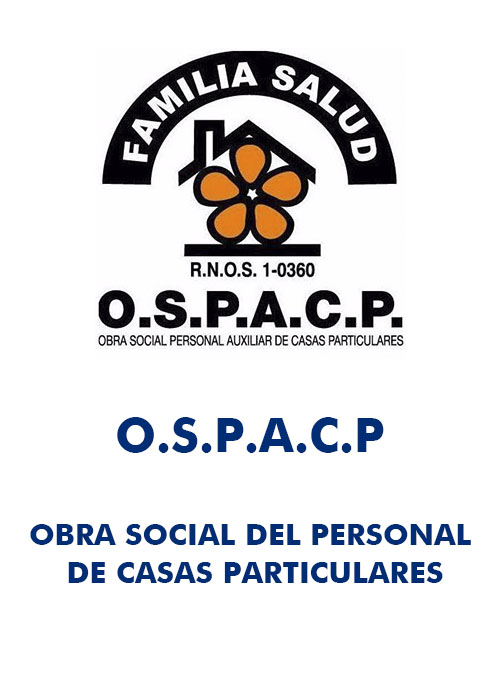 FAMILIA SALUD
R.N.O.S. 1-0360
O.S.P.A.C.P.
OBRA SOCIAL PERSONAL AUXILIAR DE CASAS PARTICULARES
O.S.P.A.C.P
OBRA SOCIAL DEL PERSONAL
DE CASAS PARTICULARES